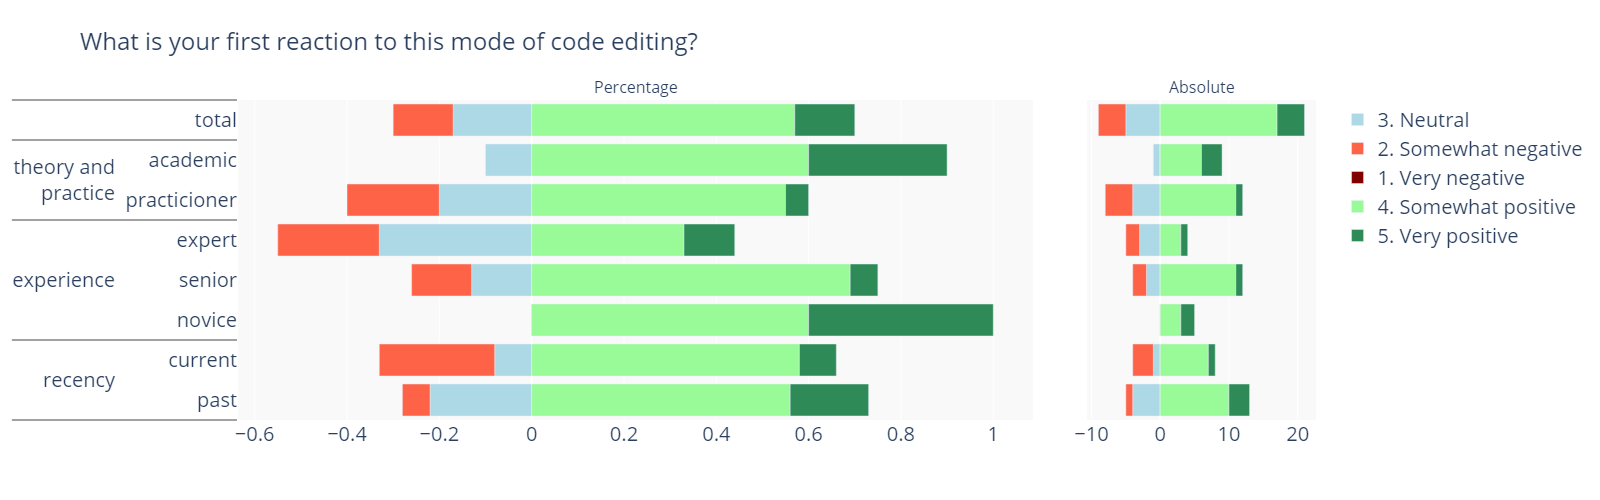 What is your first reaction to this mode of code editing?
Percentage
Absolute
total
theory and
practice
academic
practicioner
experience
expert
senior
novice
recency
current
past
−0.6 −0.4 −0.2 0 0.2 0.4 0.6 0.8 1
−10 0 10 20
3. Neutral
2. Somewhat negative
1. Very negative
4. Somewhat positive
5. Very positive